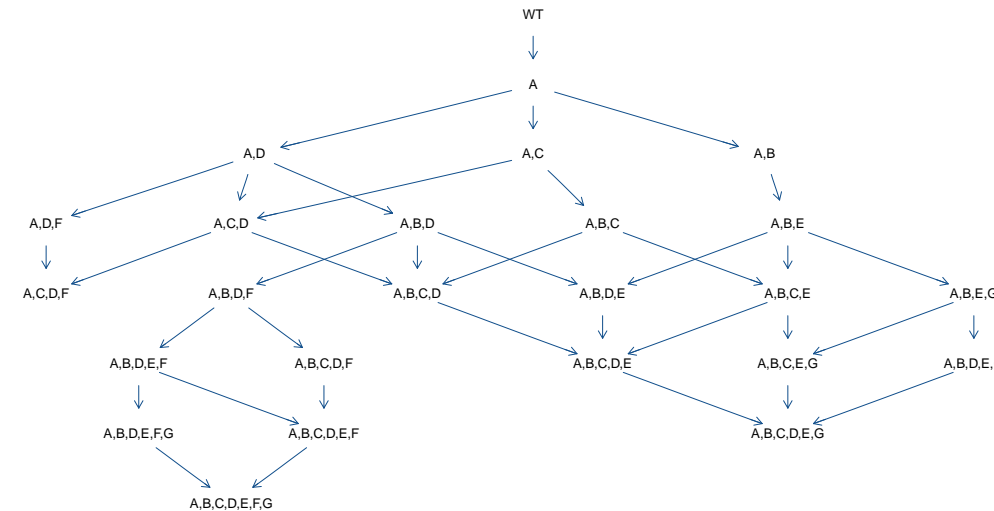 WT
A
A,D
A,C
A,B
A,D,F
A,C,D
A,B,D
A,B,C
A,B,E
A,C,D,F
A,B,D,F
A,B,C,D
A,B,D,E
A,B,C,E
A,B,E,G
A,B,D,E,F
A,B,C,D,F
A,B,C,D,E
A,B,C,E,G
A,B,D,E,
A,B,D,E,F,G
A,B,C,D,E,F
A,B,C,D,E,G
A,B,C,D,E,F,G